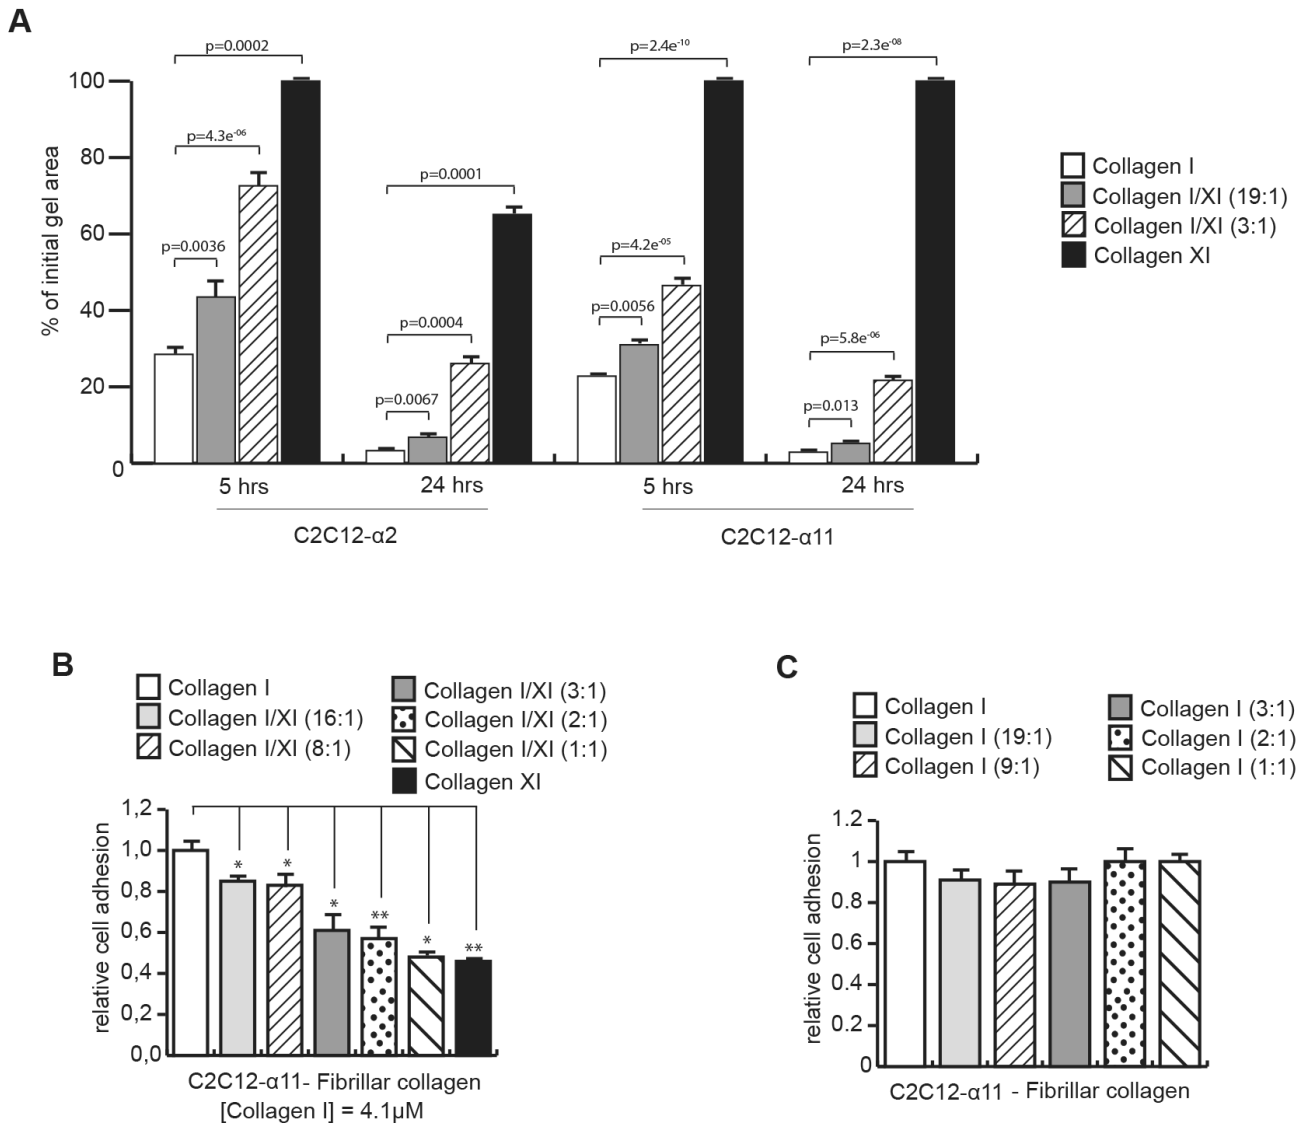 A
p=0.0002
p=2.4e-10
p=2.3e-08
100
p=4.3e-06
80
p=0.0001
% of initial gel area
Collagen I
Collagen I/XI (19:1)
Collagen I/XI (3:1)
Collagen XI
60
p=0.0036
p=4.2e-05
40
p=0.0004
p=0.0056
p=5.8e-06
20
p=0.0067
p=0.013
0
5 hrs
24 hrs
5 hrs
24 hrs
C2C12-α2
C2C12-α11
B
Collagen I
Collagen I/XI (16:1)
Collagen I/XI (8:1)
Collagen I/XI (3:1)
Collagen I/XI (2:1)
Collagen I/XI (1:1)
Collagen XI
relative cell adhesion
1,2
1,0
0,8
0,6
0,4
0,2
0,0
*
*
*
**
*
**
C2C12-α11- Fibrillar collagen
[Collagen I] = 4.1µM
C
Collagen I
Collagen I (19:1)
Collagen I (9:1)
Collagen I (3:1)
Collagen I (2:1)
Collagen I (1:1)
relative cell adhesion
1.2
1
0.8
0.6
0.4
0.2
0
C2C12-α11 - Fibrillar collagen